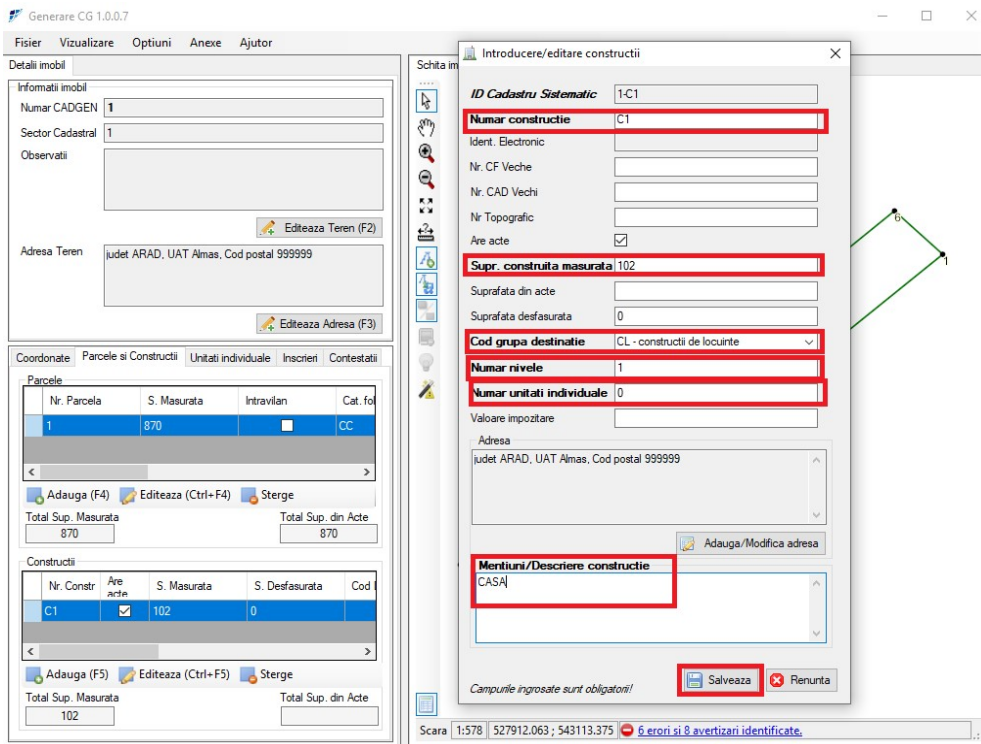 Generare CG 1.0.0.7
Fisier Vizualizare Optiuni Anexe Ajutor
Detalii imobil
Informatii imobil
Numar CADGEN 1
Sector Cadastral 1
Observatii
Editeaza Teren (F2)
Adresa Teren judet ARAD, UAT Almas, Cod postal 999999
Editeaza Adresa (F3)
Coordonate Parcele si Constructii Unitati individuale Inscrieri Contestatii
Parcele
Nr. Parcela S. Masurata Intravilan Cat. fol
1 870 CC
Adauga (F4) Editeaza (Ctrl+F4) Sterge
Total Sup. Masurata Total Sup. din Acte
870 870
Constructii
Nr. Constr Are acte S. Masurata S. Desfasurata Cod
C1 102 0
Adauga (F5) Editeaza (Ctrl+F5) Sterge
Total Sup. Masurata Total Sup. din Acte
102
Schita im
Introducere/editare constructii
ID Cadastru Sistematic 1-C1
Numar constructie C1
Ident. Electronic
Nr. CF Veche
Nr. CAD Vechi
Nr Topografic
Are acte
Supr. construita masurata 102
Suprafata din acte
Suprafata desfasurata 0
Cod grupa destinatie CL - constructii de locuinte
Numar nivele 1
Numar unitati individuale 0
Valoare impozitare
Adresa
judet ARAD, UAT Almas, Cod postal 999999
Adauga/Modifica adresa
Mentiuni/Descriere constructie
CASA
Campurile ingrosate sunt obligatorii!
Salveaza Renunta
6
1
Scara 1:578 527912.063 ; 543113.375 6 erori si 8 avertizari identificate.